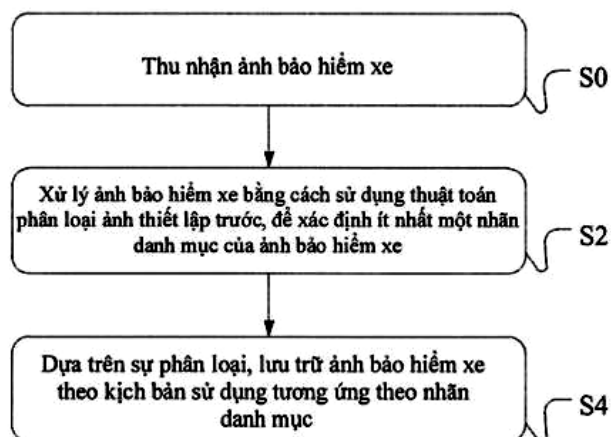 Thu nhận ảnh bảo hiểm xe
S0
Xử lý ảnh bảo hiểm xe bằng cách sử dụng thuật toán
phân loại ảnh thiết lập trước, để xác định ít nhất một nhãn
danh mục của ảnh bảo hiểm xe
S2
Dựa trên sự phân loại, lưu trữ ảnh bảo hiểm xe
theo kịch bản sử dụng tương ứng theo nhãn
danh mục
S4